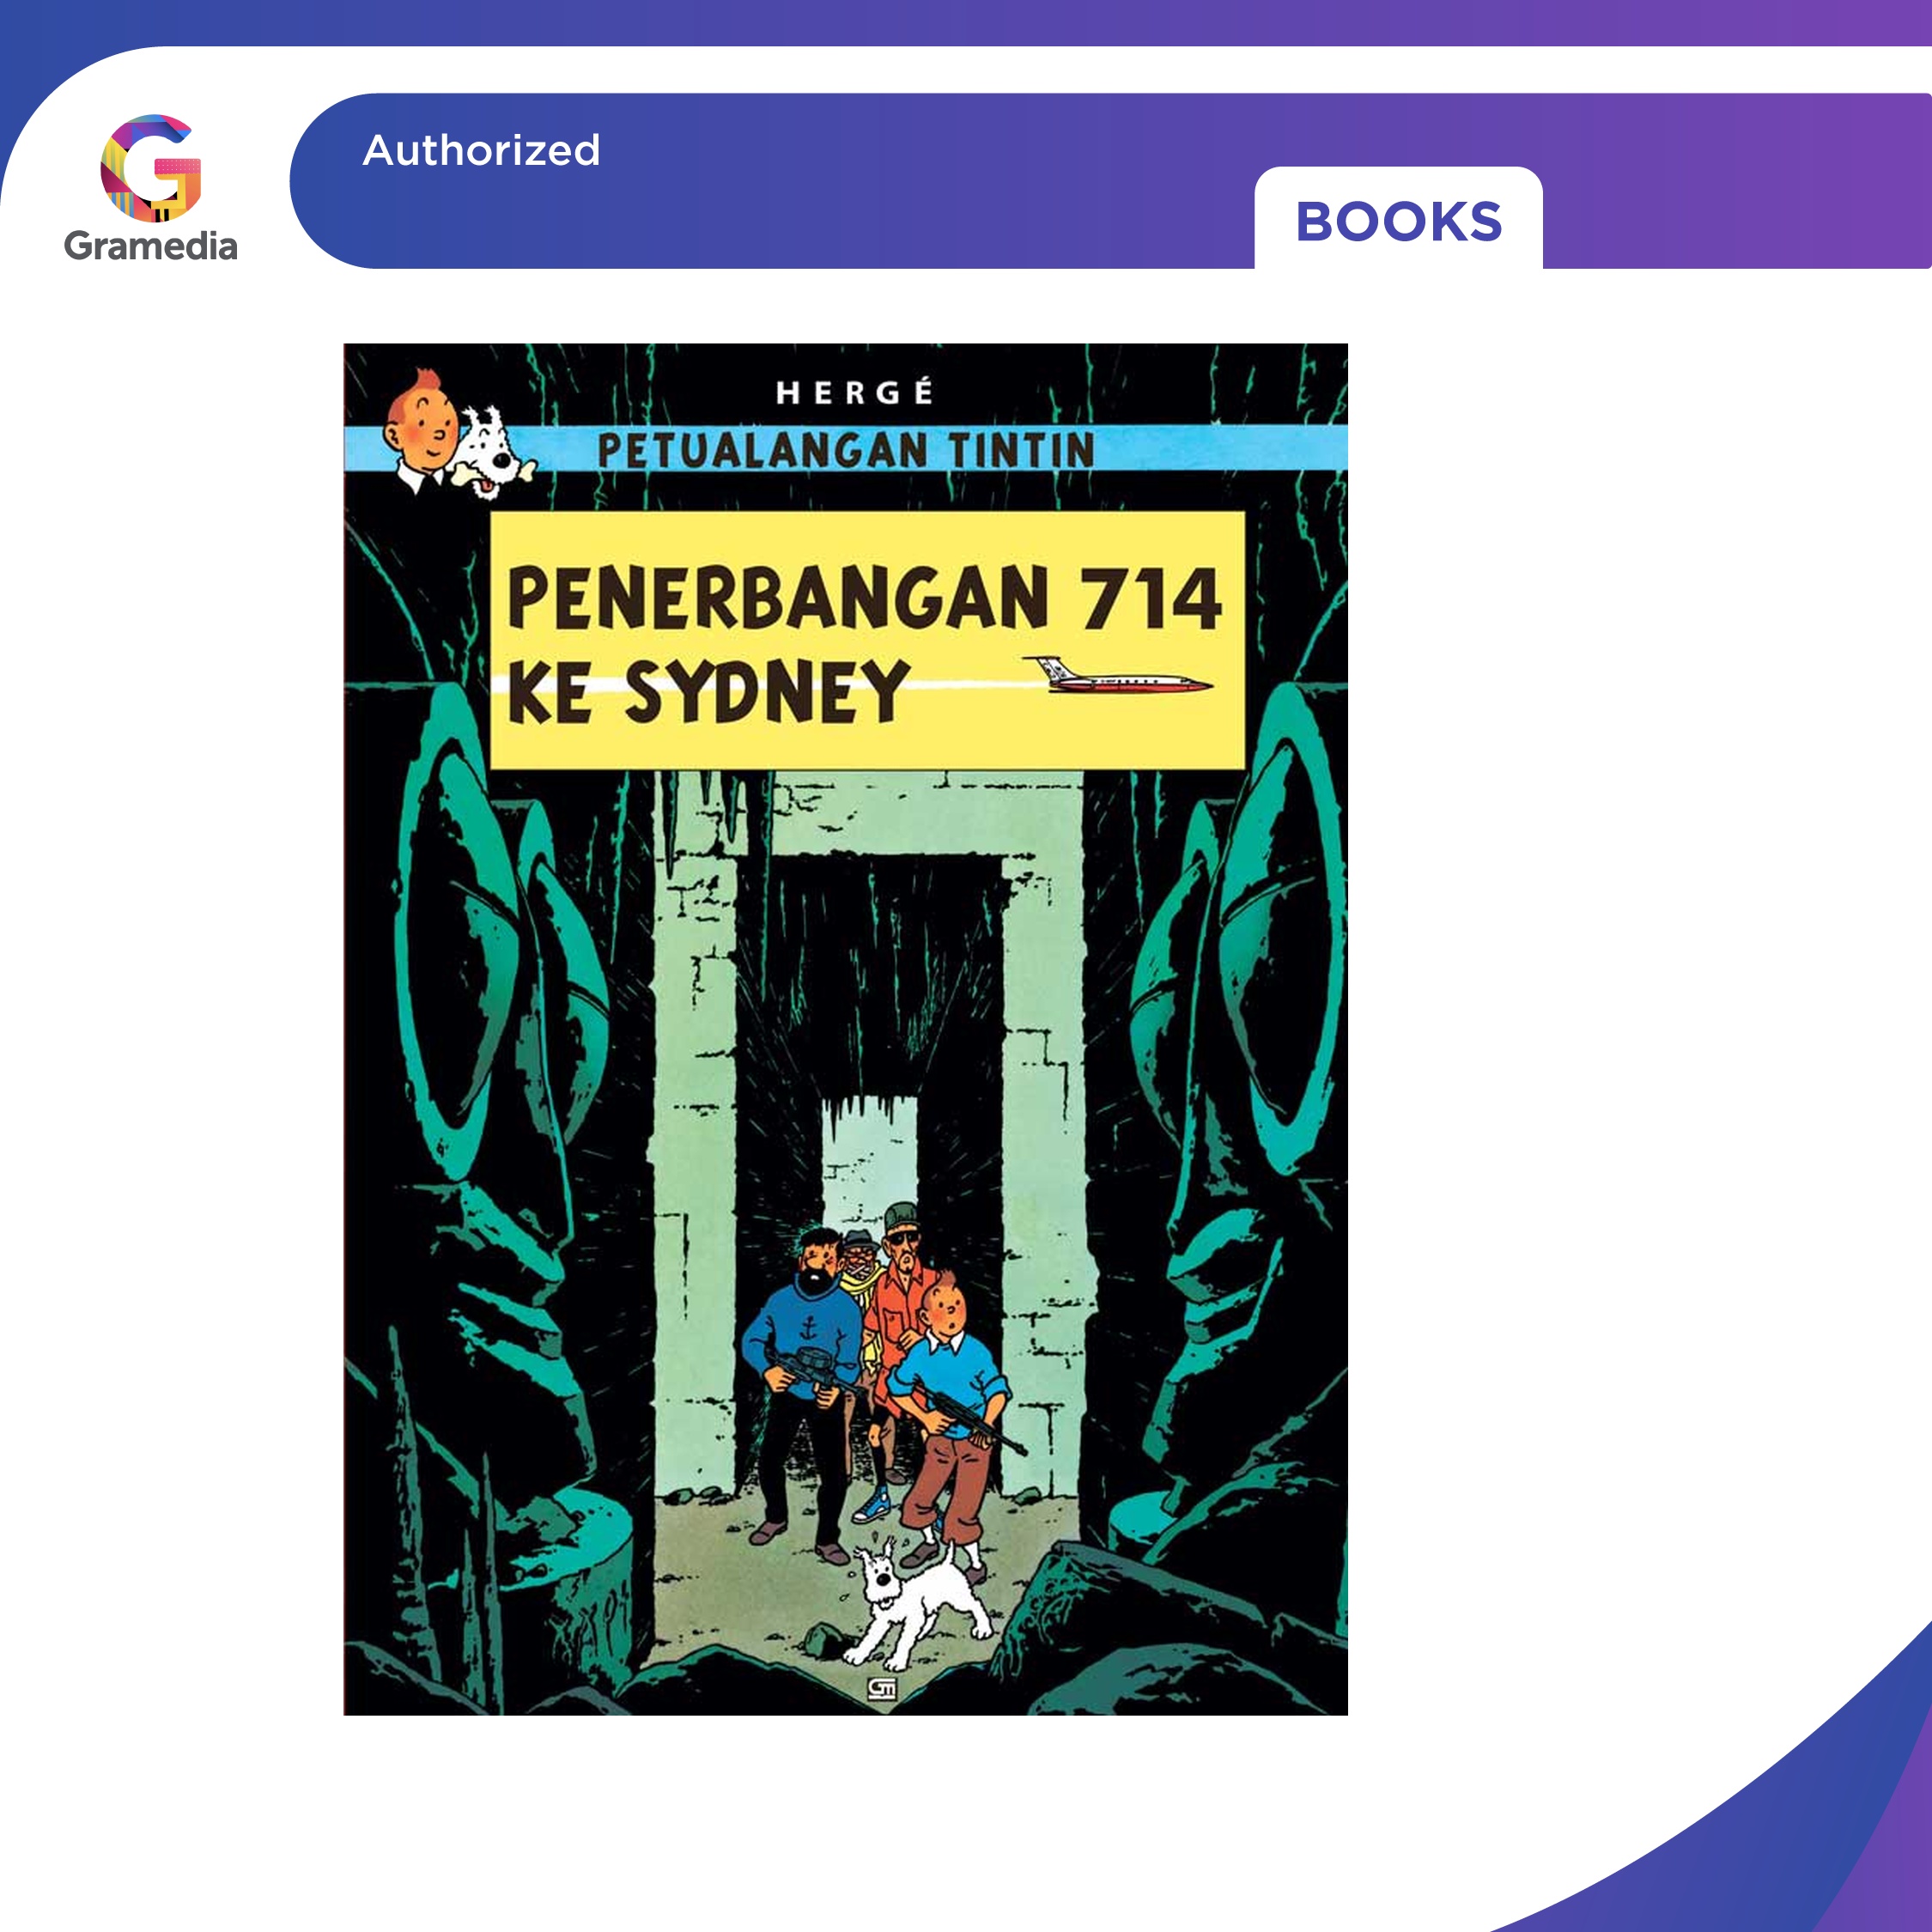 Authorized
BOOKS
Gramedia
HERGÉ
PETUALANGAN TINTIN
PENERBANGAN 714
KE SYDNEY